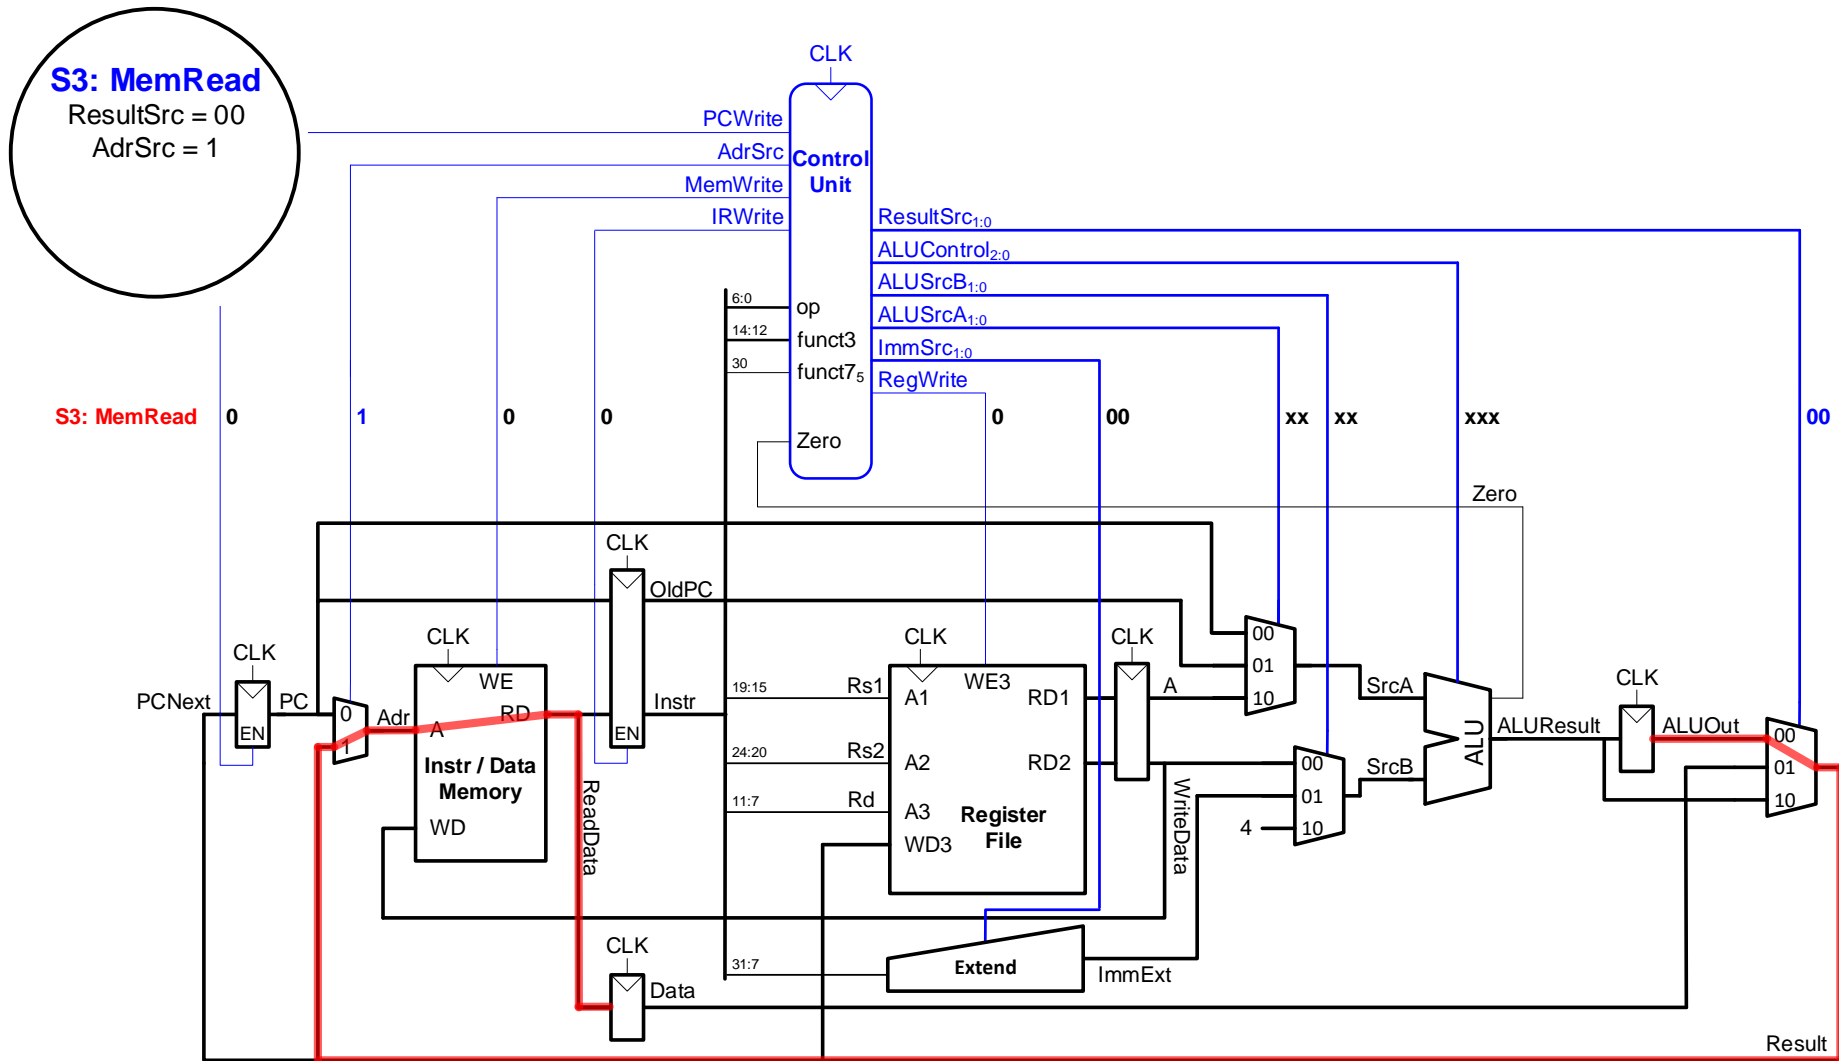 S3: MemRead
ResultSrc = 00
AdrSrc = 1
CLK
PCWrite
AdrSrc
MemWrite
IRWrite
Control
Unit
ResultSrc1:0
ALUControl2:0
ALUSrcB1:0
ALUSrcA1:0
ImmSrc1:0
RegWrite
6:0
op
14:12
funct3
30
funct75
Zero
S3: MemRead 0 1 0 0 0 00 xx xx xxx 00
Zero
CLK
OldPC
CLK
PCNext
EN
PC
0
1
Adr
CLK
WE
A
RD
Instr / Data
Memory
WD
EN
Instr
ReadData
19:15
Rs1
24:20
Rs2
11:7
Rd
31:7
CLK
WE3
A1
RD1
A2
RD2
A3
WD3
Register
File
CLK
A
WriteData
00
01
10
SrcA
00
01
10
4
SrcB
ALU
ALUResult
CLK
ALUOut
00
01
10
CLK
Data
Extend
ImmExt
Result